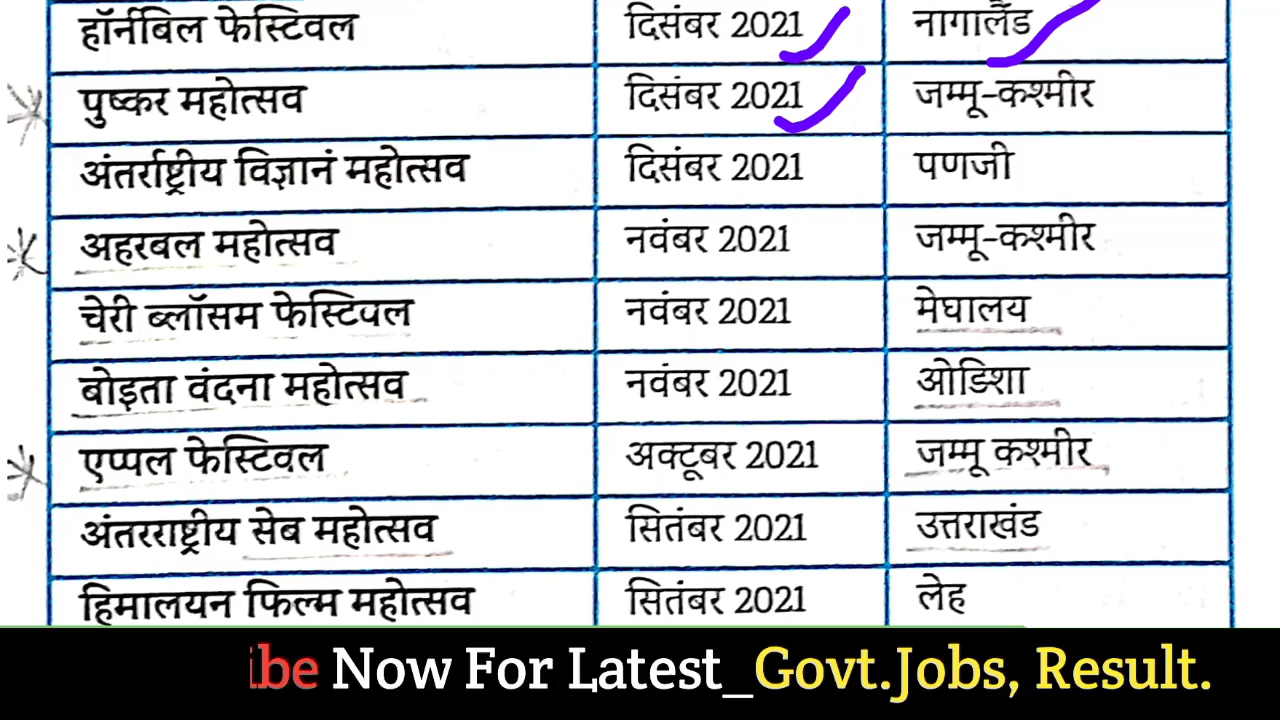 हॉर्नबिल फेस्टिवल दिसंबर 2021 नागालैंड
पुष्कर महोत्सव दिसंबर 2021 जम्मू-कश्मीर
अंतर्राष्ट्रीय विज्ञानं महोत्सव दिसंबर 2021 पणजी
अहरबल महोत्सव नवंबर 2021 जम्मू-कश्मीर
चेरी ब्लॉसम फेस्टिवल नवंबर 2021 मेघालय
बोइता वंदना महोत्सव नवंबर 2021 ओडिशा
एप्पल फेस्टिवल अक्टूबर 2021 जम्मू कश्मीर
अंतरराष्ट्रीय सेब महोत्सव सितंबर 2021 उत्तराखंड
हिमालयन फिल्म महोत्सव सितंबर 2021 लेह
ibe Now For Latest_Govt.Jobs, Result.